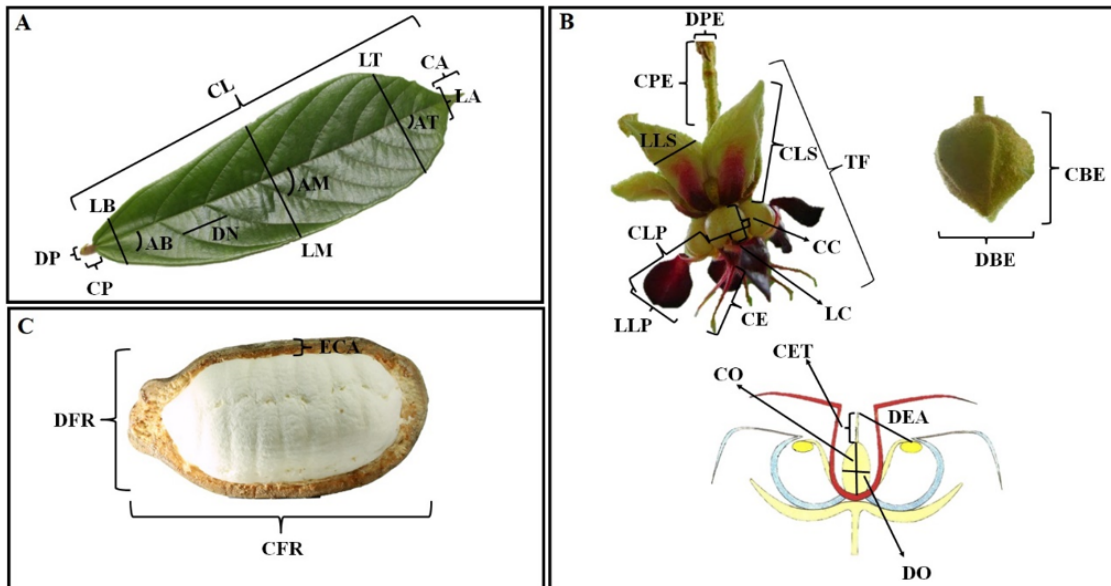 A
CL
LT
CA
LA
AT
AM
LB
AB
DN
LM
DP
CP
B
DPE
CPE
LLS
CLS
TF
CLP
CC
LLP
CE
LC
CBE
DBE
CET
CO
DEA
DO
C
ECA
DFR
CFR